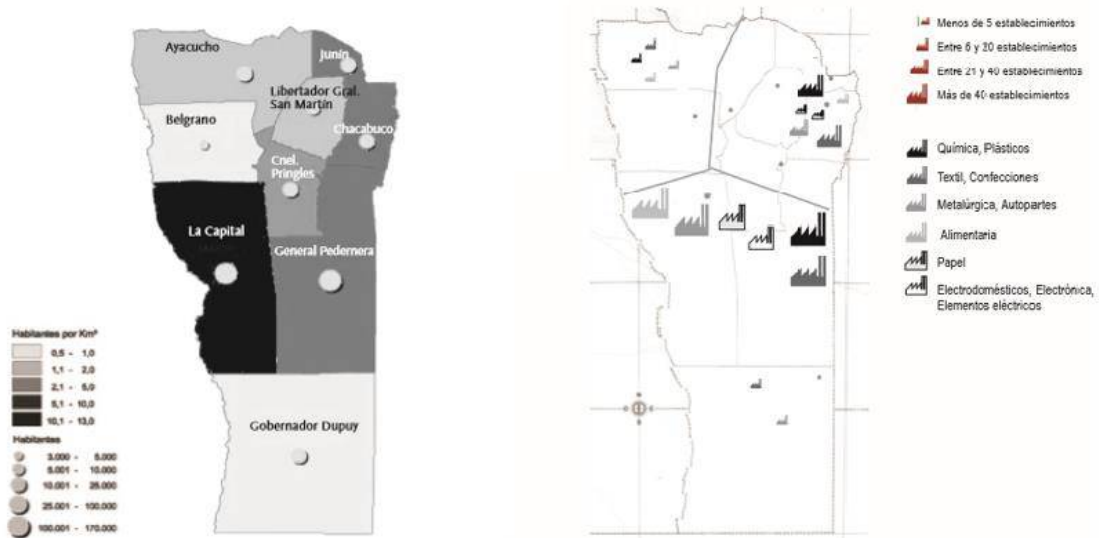 Ayacucho
Junín
Libertador Gral.
San Martín
Belgrano
Chacabuco
Cnel.
Pringles
La Capital
General Pedernera
Gobernador Dupuy
Habitantes por Km²
0,5 - 1,0
1,1 - 2,0
2,1 - 5,0
5,1 - 10,0
10,1 - 13,0
Habitantes
3.000 - 5.000
5.001 - 10.000
10.001 - 25.000
25.001 - 100.000
100.001 - 170.000
Menos de 5 establecimientos
Entre 6 y 20 establecimientos
Entre 21 y 40 establecimientos
Más de 40 establecimientos
Química, Plásticos
Textil, Confecciones
Metalúrgica, Autopartes
Alimentaria
Papel
Electrodomésticos, Electrónica,
Elementos eléctricos